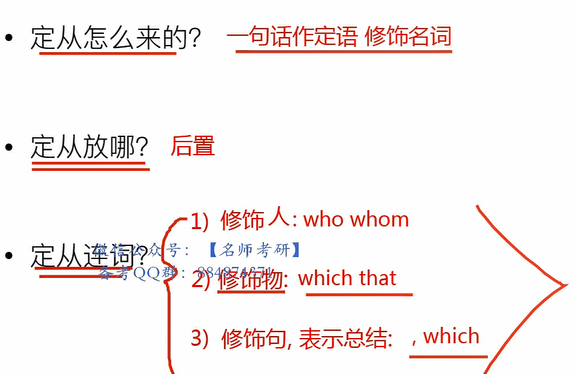 • 定从怎么来的? 一句话作定语 修饰名词
• 定从放哪? 后置
1) 修饰人: who whom
微信公众号: 【名师考研】
• 定从连词?
备考QQ群:
2) 修饰物: which that
3) 修饰句, 表示总结: , which